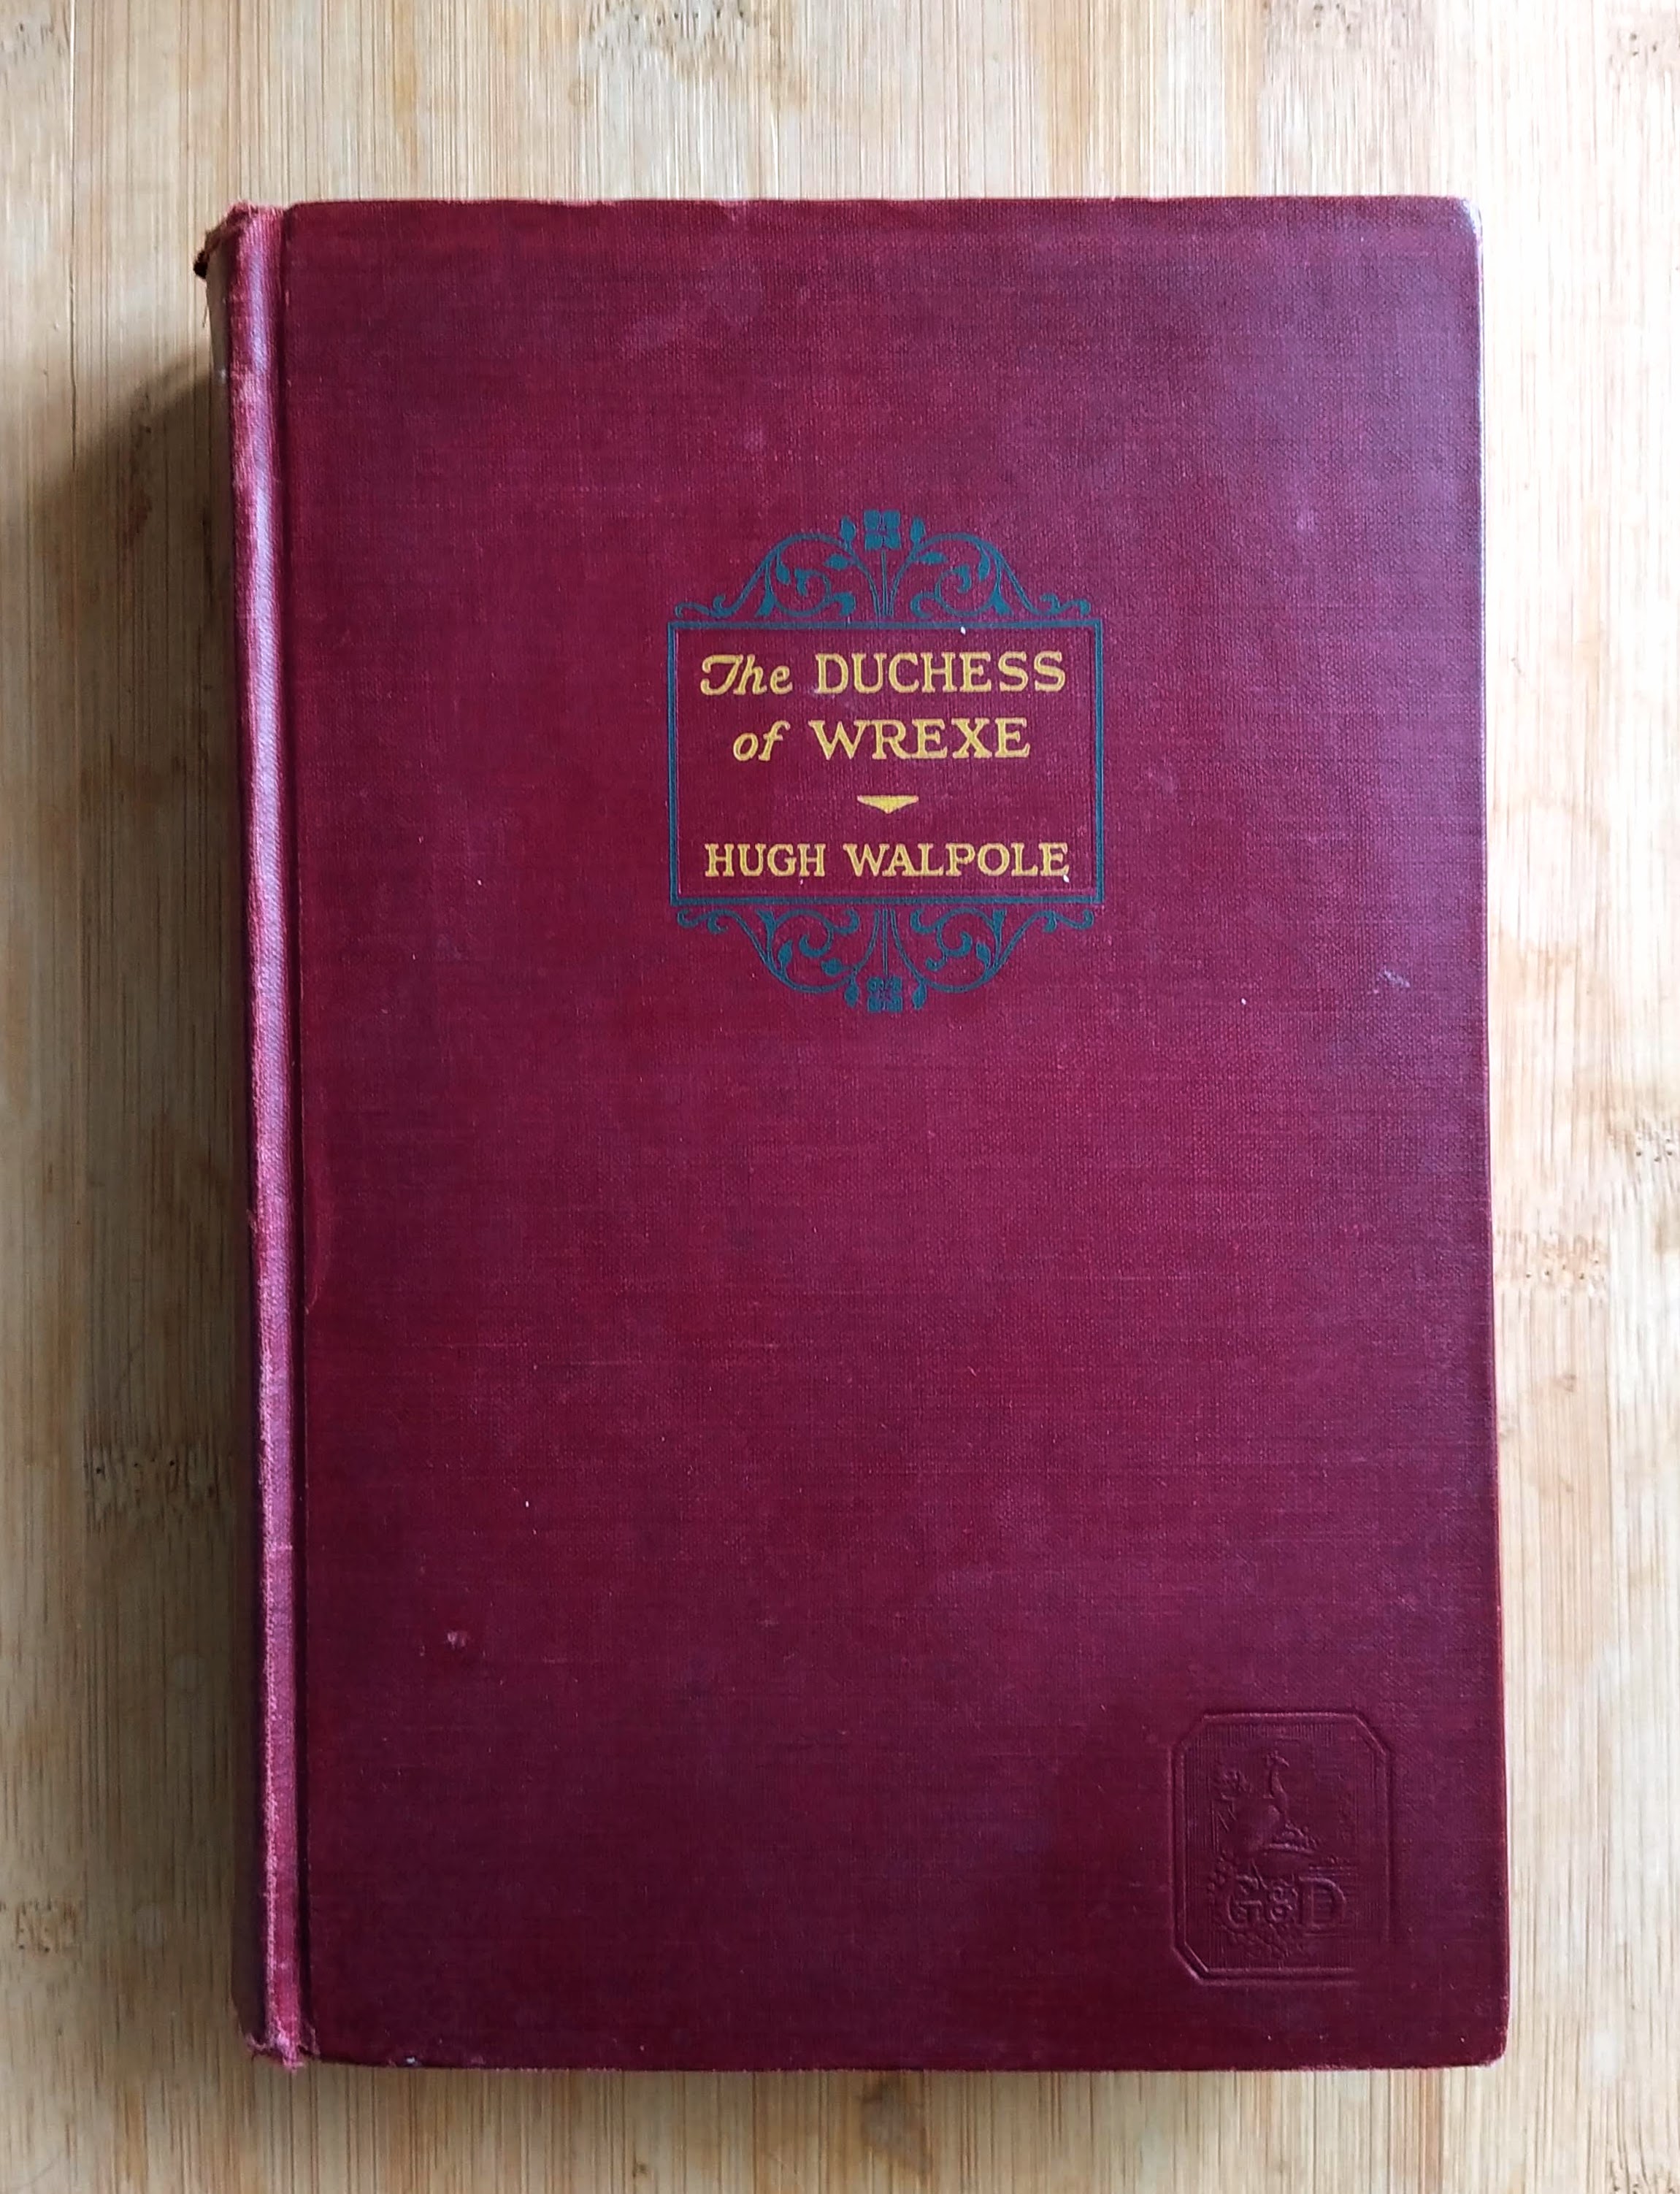 The DUCHESS
of WREXE
HUGH WALPOLE
G & D